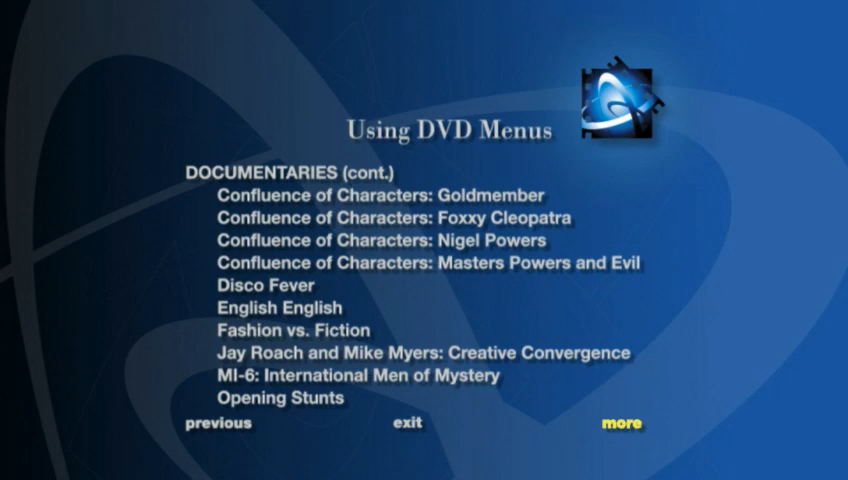 Using DVD Menus
DOCUMENTARIES (cont.)
Confluence of Characters: Goldmember
Confluence of Characters: Foxxy Cleopatra
Confluence of Characters: Nigel Powers
Confluence of Characters: Masters Powers and Evil
Disco Fever
English English
Fashion vs. Fiction
Jay Roach and Mike Myers: Creative Convergence
MI-6: International Men of Mystery
Opening Stunts
previous exit more